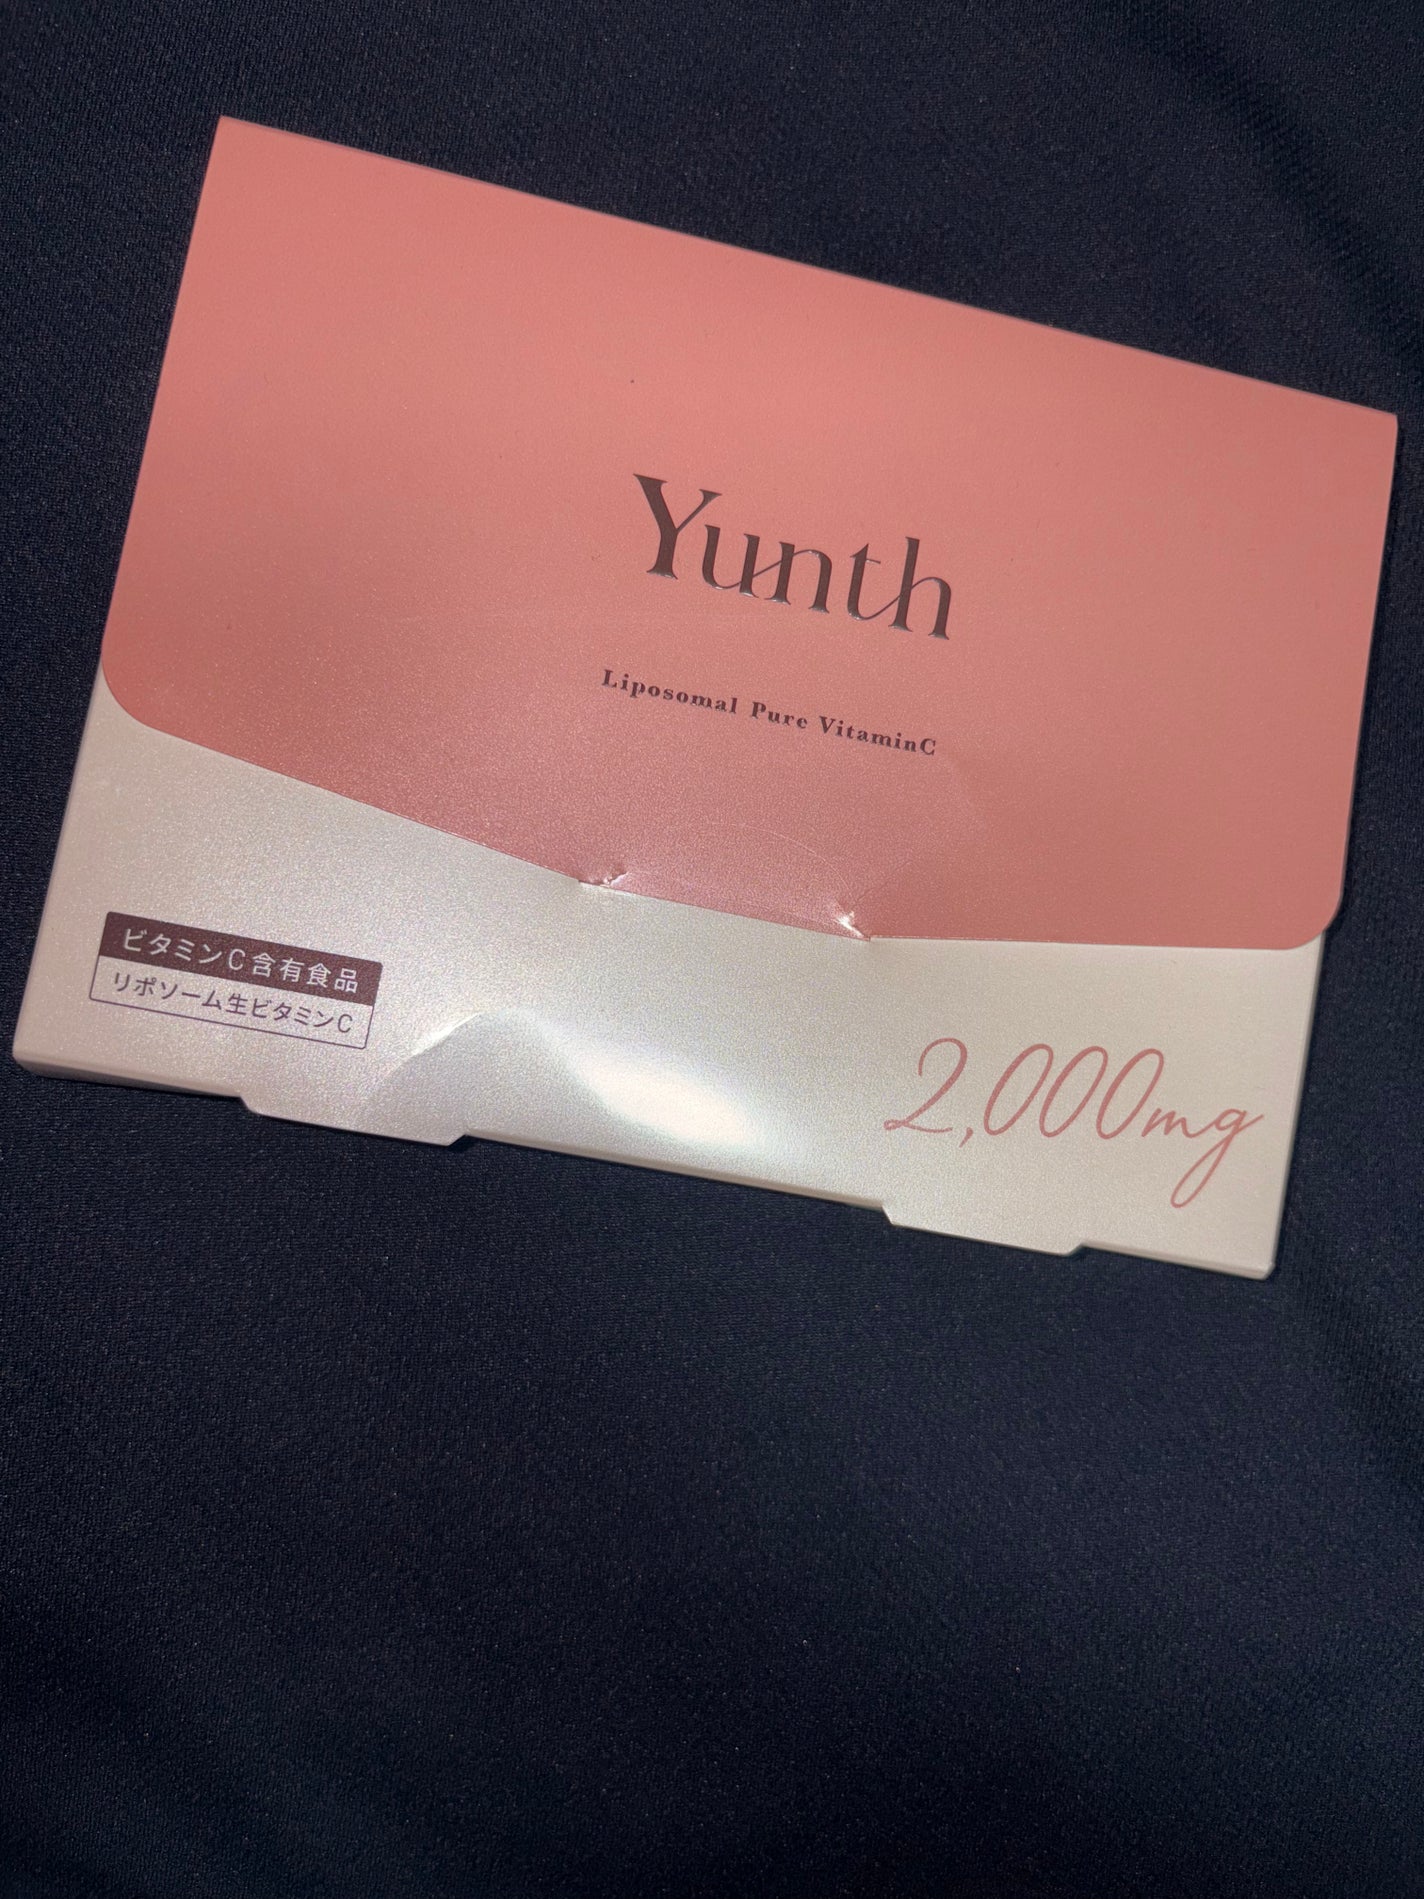 Yunth
Liposomal Pure VitaminC
ビタミンC含有食品
リポソーム生ビタミンC
2,000mg